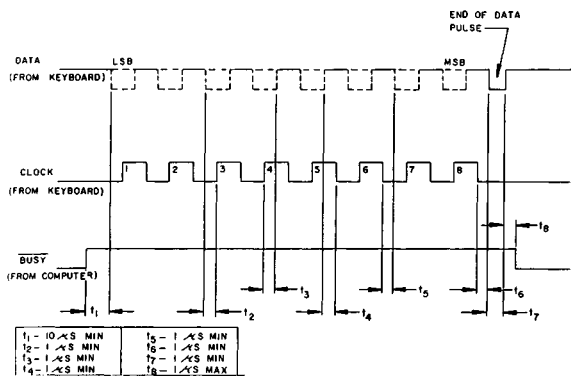 END OF DATA
PULSE
DATA
(FROM KEYBOARD)
LSB
MSB
CLOCK
(FROM KEYBOARD)
1 2 3 4 5 6 7 8
BUSY
(FROM COMPUTER)
t8
t3
t5
t6
t1
t2
t4
t7
t1 – 10 μS MIN
t2 – 1 μS MIN
t3 – 1 μS MIN
t4 – 1 μS MIN
t5 – 1 μS MIN
t6 – 1 μS MIN
t7 – 1 μS MIN
t8 – 1 μS MAX